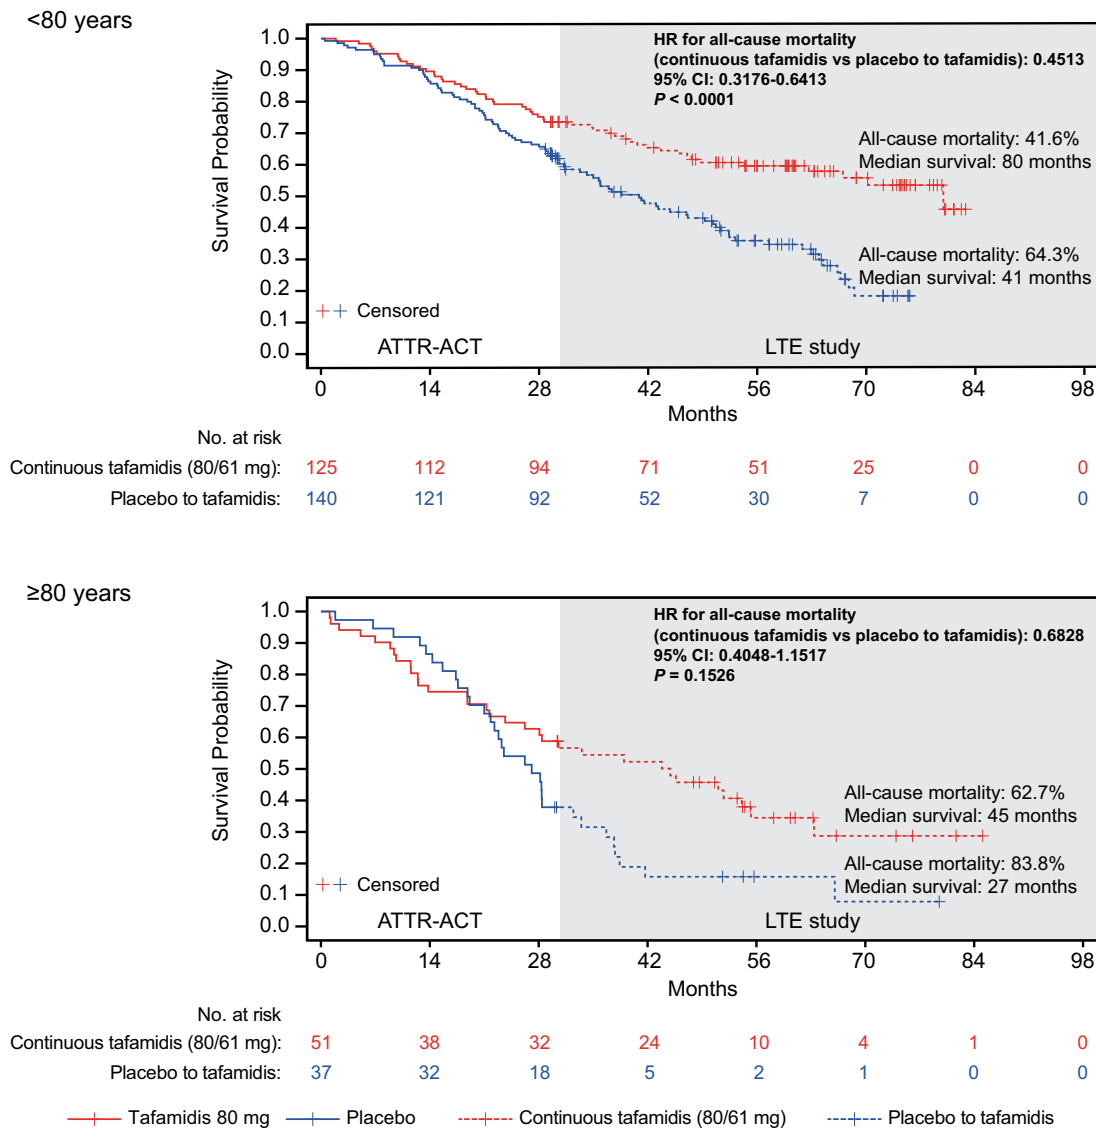 <80 years
HR for all-cause mortality
(continuous tafamidis vs placebo to tafamidis): 0.4513
95% CI: 0.3176-0.6413
P < 0.0001
All-cause mortality: 41.6%
Median survival: 80 months
All-cause mortality: 64.3%
Median survival: 41 months
Survival Probability
1.0
0.9
0.8
0.7
0.6
0.5
0.4
0.3
0.2
0.1
0.0
Censored
ATTR-ACT LTE study
0 14 28 42 56 70 84 98
Months
No. at risk
Continuous tafamidis (80/61 mg): 125 112 94 71 51 25 0 0
Placebo to tafamidis: 140 121 92 52 30 7 0 0
≥80 years
HR for all-cause mortality
(continuous tafamidis vs placebo to tafamidis): 0.6828
95% CI: 0.4048-1.1517
P = 0.1526
All-cause mortality: 62.7%
Median survival: 45 months
All-cause mortality: 83.8%
Median survival: 27 months
Survival Probability
1.0
0.9
0.8
0.7
0.6
0.5
0.4
0.3
0.2
0.1
0.0
Censored
ATTR-ACT LTE study
0 14 28 42 56 70 84 98
Months
No. at risk
Continuous tafamidis (80/61 mg): 51 38 32 24 10 4 1 0
Placebo to tafamidis: 37 32 18 5 2 1 0 0
Tafamidis 80 mg Placebo Continuous tafamidis (80/61 mg) Placebo to tafamidis